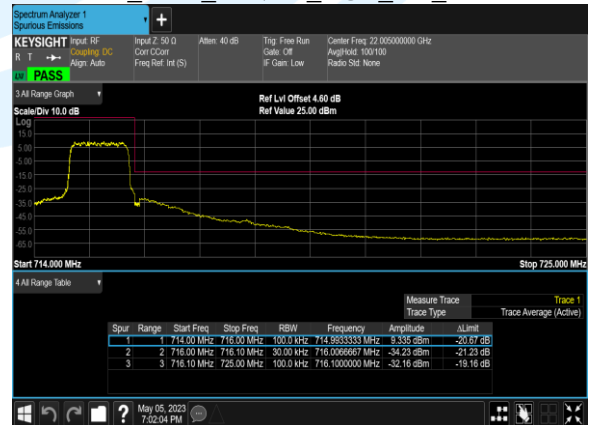 Spectrum Analyzer 1
Spurious Emissions
+
KEYSIGHT Input: RF Input Z: 50 Ω Atten: 40 dB Trig: Free Run Center Freq: 22.005000000 GHz
R T Coupling: DC Corr CCorr Gate: Off Avg|Hold: 100/100
Align: Auto Freq Ref: Int (S) IF Gain: Low Radio Std: None
LV PASS
3 All Range Graph
Ref Lvl Offset 4.60 dB
Scale/Div 10.0 dB Ref Value 25.00 dBm
Log
15.0
5.00
-5.00
-15.0
-25.0
-35.0
-45.0
-55.0
-65.0
Start 714.000 MHz Stop 725.000 MHz
4 All Range Table
Measure Trace Trace 1
Trace Type Trace Average (Active)
Spur Range Start Freq Stop Freq RBW Frequency Amplitude ΔLimit
1 1 714.00 MHz 716.00 MHz 100.0 kHz 714.9933333 MHz 9.335 dBm -20.67 dB
2 2 716.00 MHz 716.10 MHz 30.00 kHz 716.0066667 MHz -34.23 dBm -21.23 dB
3 3 716.10 MHz 725.00 MHz 100.0 kHz 716.1000000 MHz -32.16 dBm -19.16 dB
? May 05, 2023
7:02:04 PM